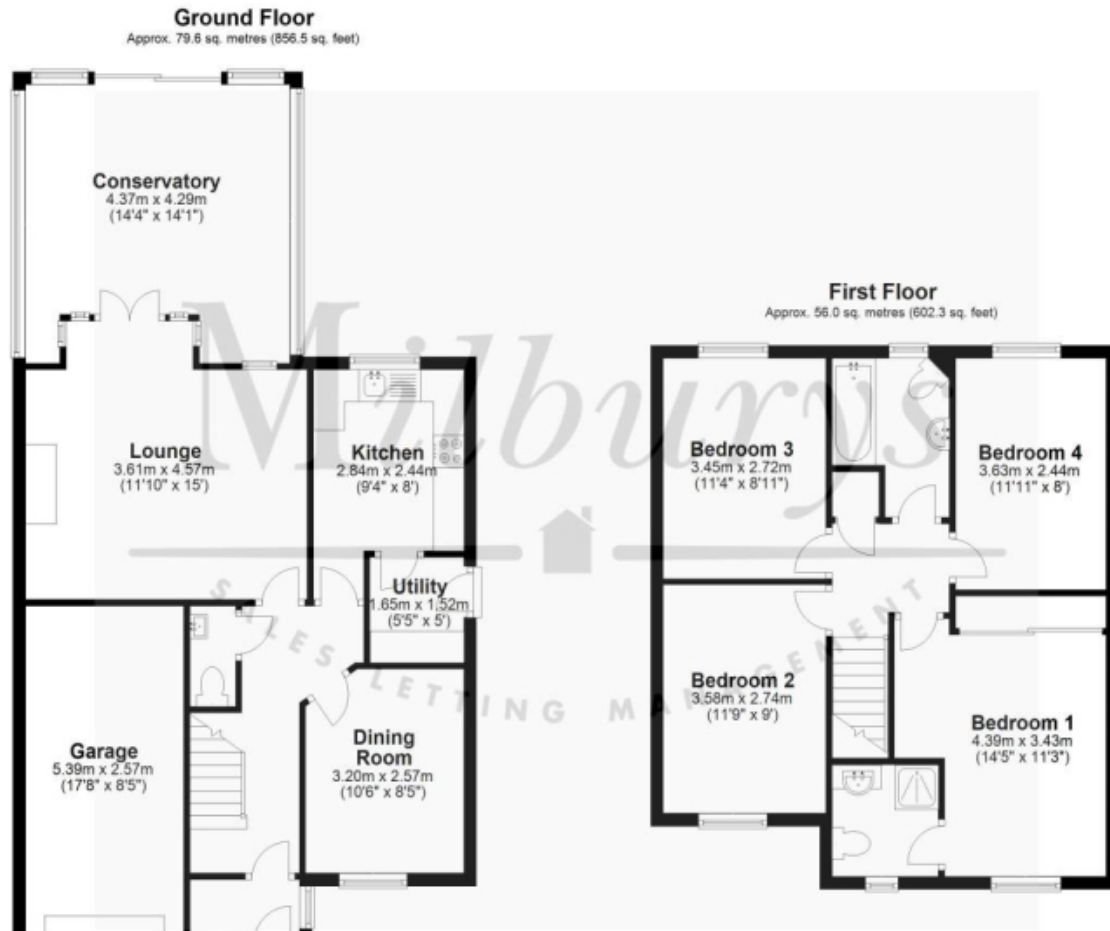 Ground Floor
Approx. 79.6 sq. metres (856.5 sq. feet)
Conservatory
4.37m x 4.29m
(14'4" x 14'1")
First Floor
Approx. 56.0 sq. metres (602.3 sq. feet)
Milburys
SALES LETTING MANAGEMENT
Lounge
3.61m x 4.57m
(11'10" x 15')
Kitchen
2.84m x 2.44m
(9'4" x 8')
Bedroom 3
3.45m x 2.72m
(11'4" x 8'11")
Bedroom 4
3.63m x 2.44m
(11'11" x 8')
Utility
1.65m x 1.52m
(5'5" x 5')
Bedroom 2
3.58m x 2.74m
(11'9" x 9')
Bedroom 1
4.39m x 3.43m
(14'5" x 11'3")
Garage
5.39m x 2.57m
(17'8" x 8'5")
Dining
Room
3.20m x 2.57m
(10'6" x 8'5")